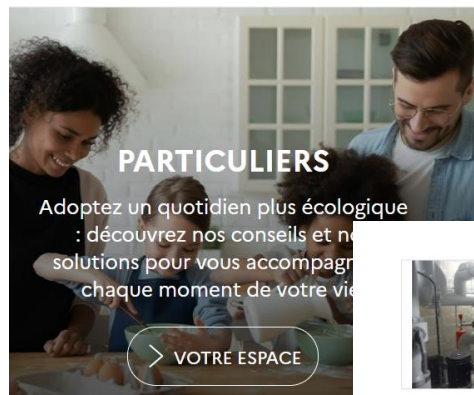 PARTICULIERS
Adoptez un quotidien plus écologique
: découvrez nos conseils et
solutions pour vous
chaque moment de votre
VOTRE ESPACE